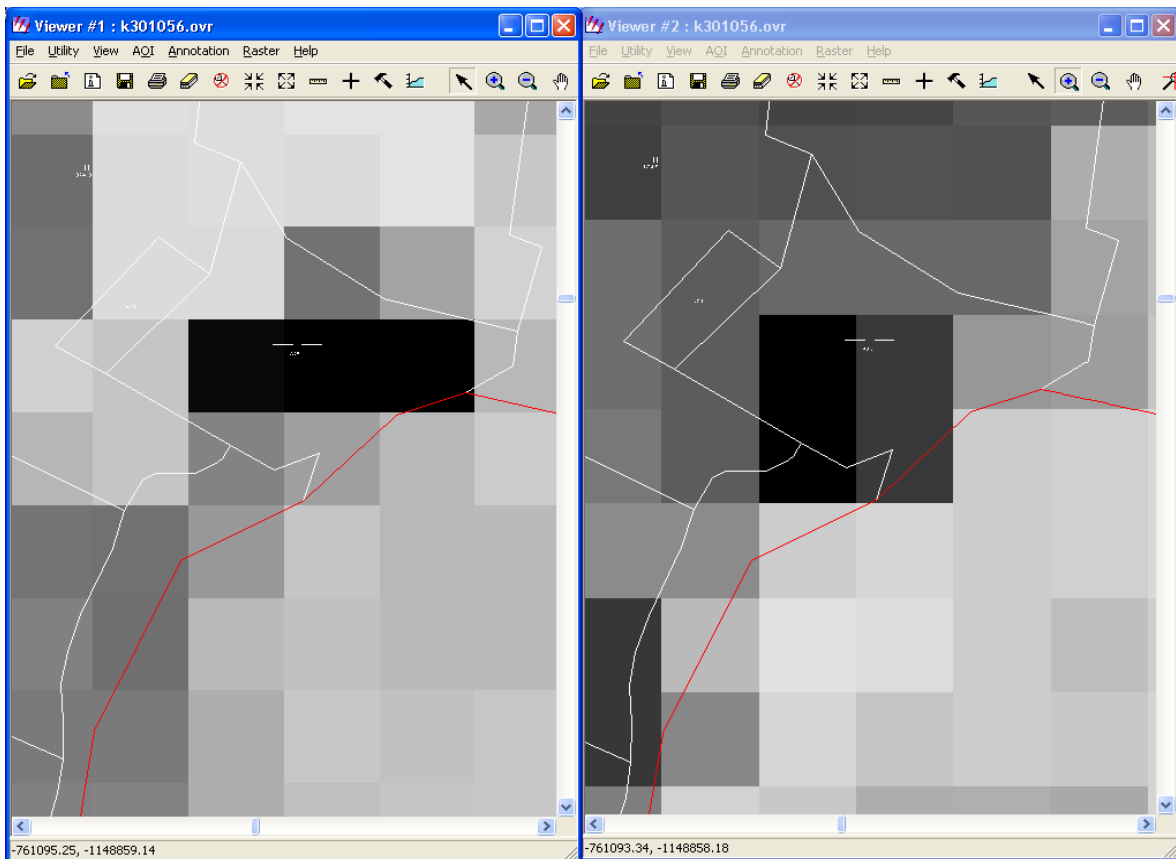 Viewer #1 : k301056.ovr
File Utility View AOI Annotation Raster Help
-761095.25, -1148859.14
Viewer #2 : k301056.ovr
File Utility View AOI Annotation Raster Help
-761093.34, -1148858.18